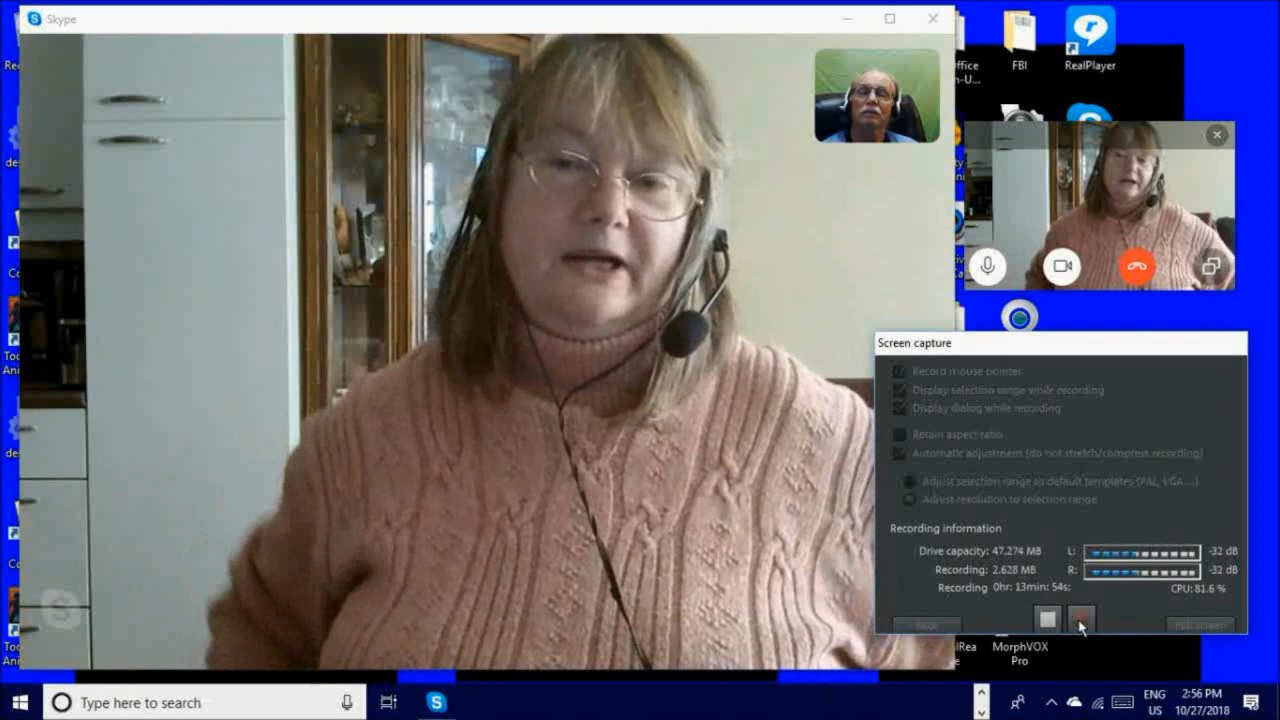 Skype
ffice
n-U...
FBI
RealPlayer
Screen capture
Record mouse pointer
Display selection range while recording
Display dialog while recording
Retain aspect ratio
Automatic adjustment (do not stretch/compress recording)
Adjust selection range to default templates (PAL, VGA...)
Adjust resolution to selection range
Recording information
Drive capacity: 47.274 MB
L:
-32 dB
Recording: 2.628 MB
R:
-32 dB
Recording 0hr: 13min: 54s:
CPU: 81.6 %
Full screen
lRea
e
MorphVOX
Pro
Type here to search
ENG
US
2:56 PM
10/27/2018